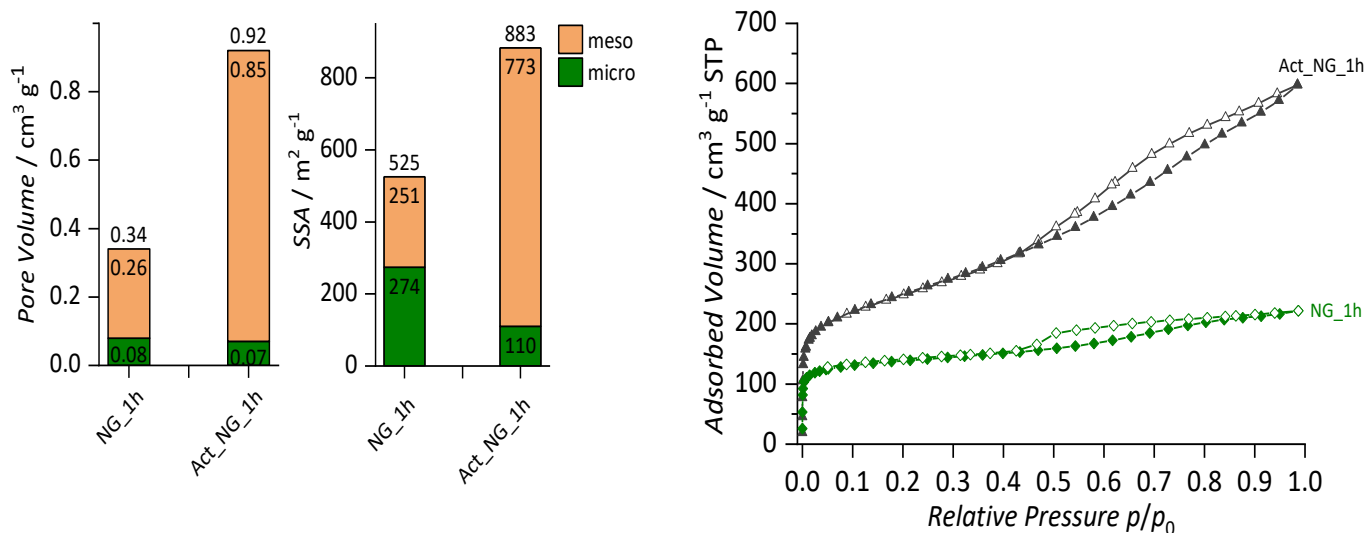 Pore Volume / cm³ g⁻¹
0.8
0.6
0.4
0.2
0.0
0.34
0.26
0.08
0.92
0.85
0.07
NG_1h
Act_NG_1h
SSA / m² g⁻¹
800
600
400
200
0
525
251
274
883
773
110
NG_1h
Act_NG_1h
meso
micro
Adsorbed Volume / cm³ g⁻¹ STP
700
600
500
400
300
200
100
0
Act_NG_1h
NG_1h
0.0 0.1 0.2 0.3 0.4 0.5 0.6 0.7 0.8 0.9 1.0
Relative Pressure p/p₀